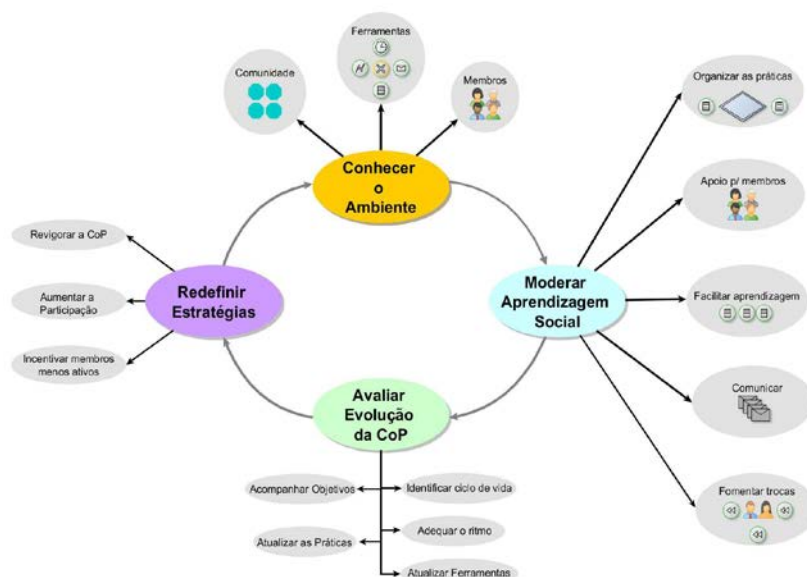 Ferramentas
Comunidade
Membros
Organizar as práticas
Conhecer
o
Ambiente
Apoio p/ membros
Revigorar a CoP
Redefinir
Estratégias
Aumentar a
Participação
Incentivar membros
menos ativos
Moderar
Aprendizagem
Social
Facilitar aprendizagem
Comunicar
Avaliar
Evolução
da CoP
Acompanhar Objetivos
Identificar ciclo de vida
Adequar o ritmo
Atualizar as Práticas
Atualizar Ferramentas
Fomentar trocas